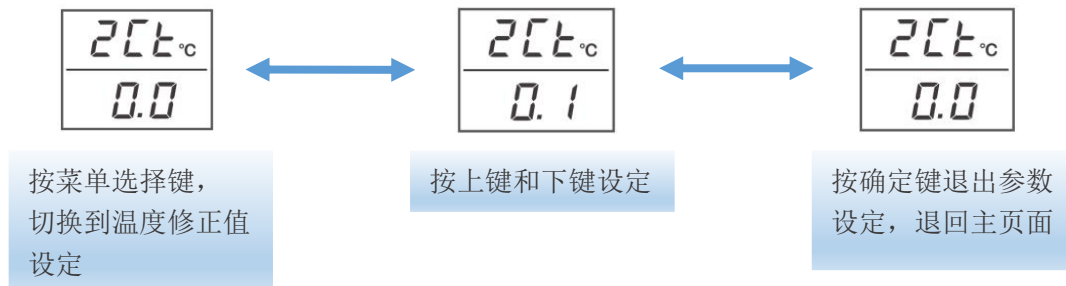 2Ct℃
0.0
2Ct℃
0.1
2Ct℃
0.0
按菜单选择键，
切换到温度修正值
设定
按上键和下键设定
按确定键退出参数
设定，退回主页面